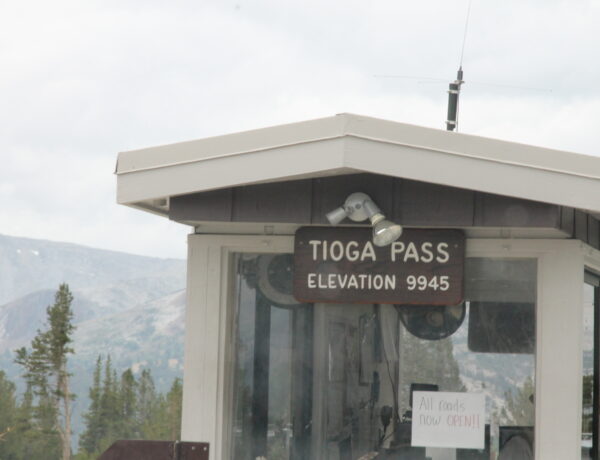 TIOGA PASS
ELEVATION 9945
All roads
now OPEN!!